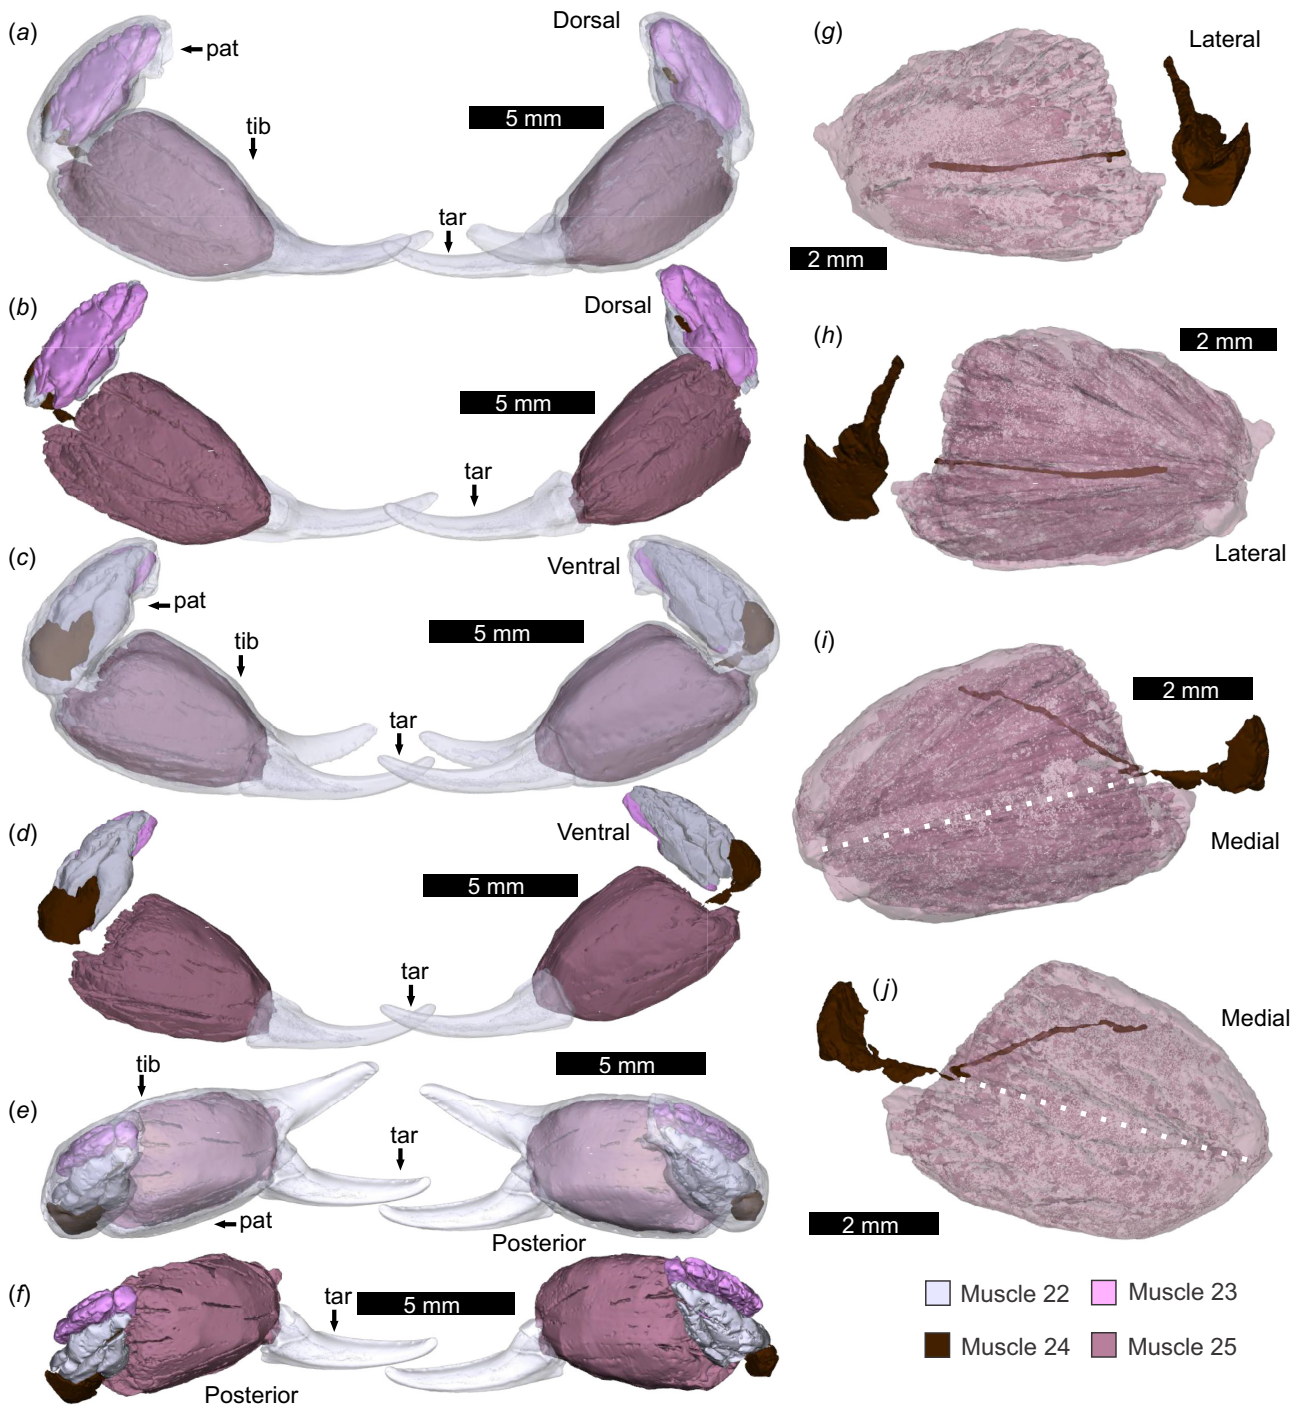 (a)
pat
Dorsal
5 mm
tib
tar
(b)
Dorsal
5 mm
tar
(c)
Ventral
pat
5 mm
tib
tar
(d)
Ventral
5 mm
tar
5 mm
tib
(e)
tar
pat
Posterior
(f)
tar
5 mm
Posterior
(g)
Lateral
2 mm
(h)
2 mm
Lateral
(i)
2 mm
Medial
(j)
Medial
2 mm
Muscle 22 Muscle 23
Muscle 24 Muscle 25